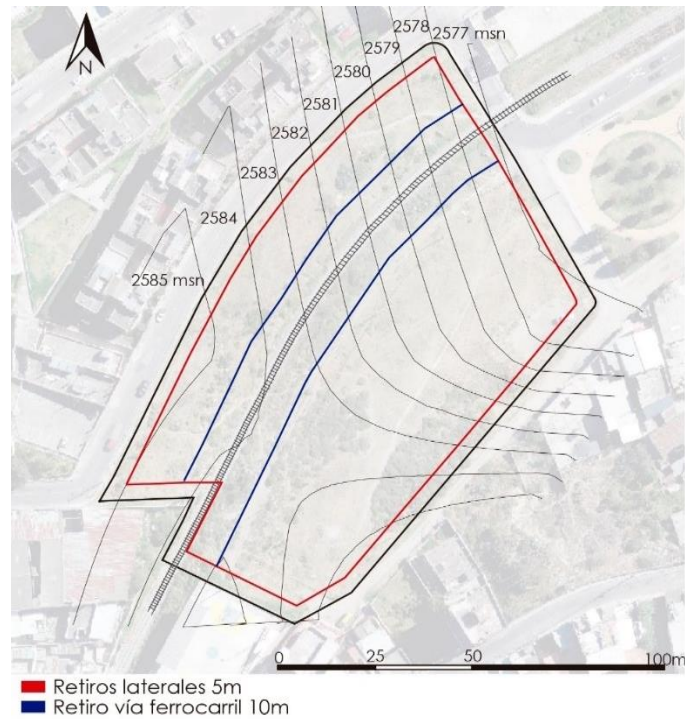 2577 msn
2578
2579
2580
2581
2582
2583
2584
2585 msn
N
0 25 50 100m
Retiros laterales 5m
Retiro vía ferrocarril 10m